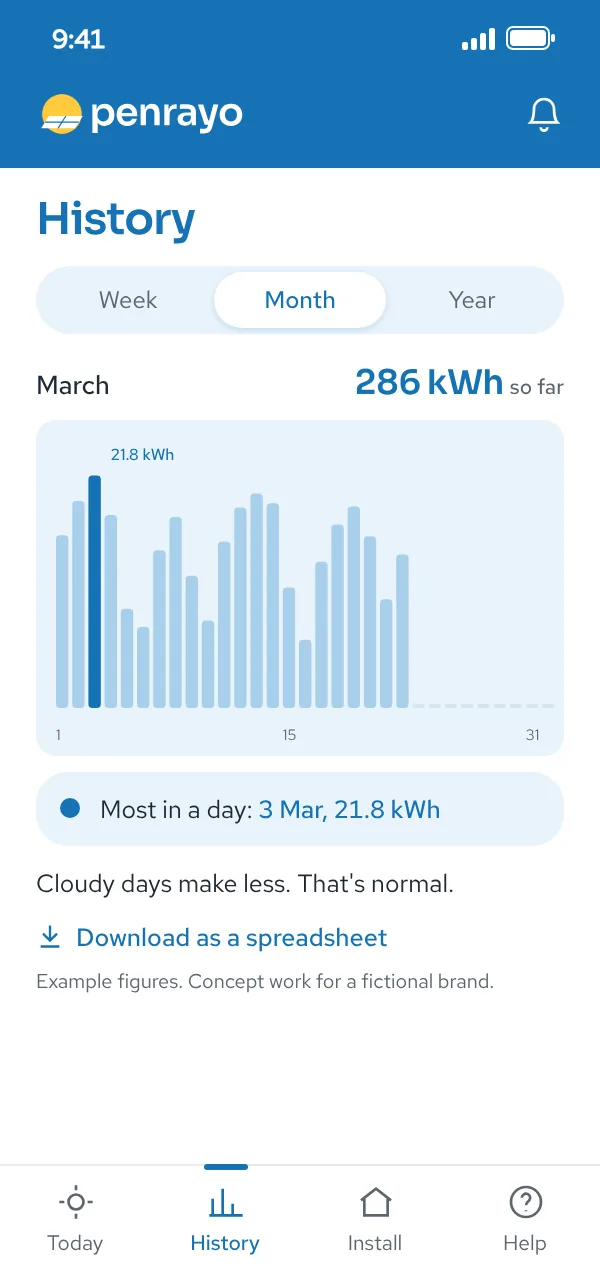 9:41
penrayo
History
Week Month Year
March 286 kWh so far
21.8 kWh
1 15 31
Most in a day: 3 Mar, 21.8 kWh
Cloudy days make less. That's normal.
Download as a spreadsheet
Example figures. Concept work for a fictional brand.
Today History Install Help